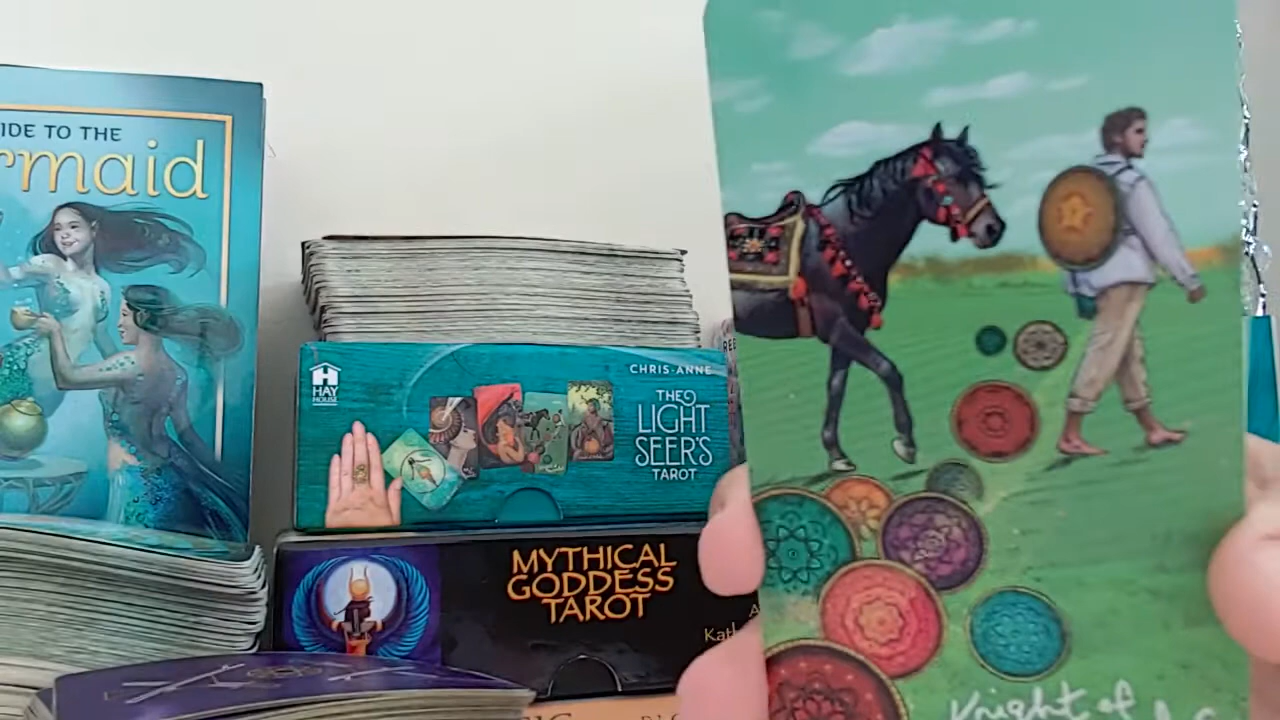 IDE TO THE
rmaid
HAY
HOUSE
CHRIS-ANNE
THE
LIGHT
SEER'S
TAROT
MYTHICAL
GODDESS
TAROT
Kath
Knight of